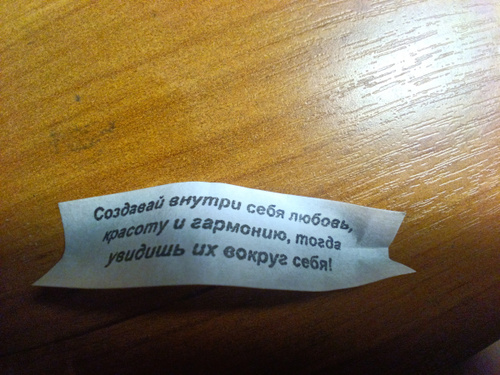 Создавай внутри себя любовь,
красоту и гармонию, тогда
увидишь их вокруг себя!